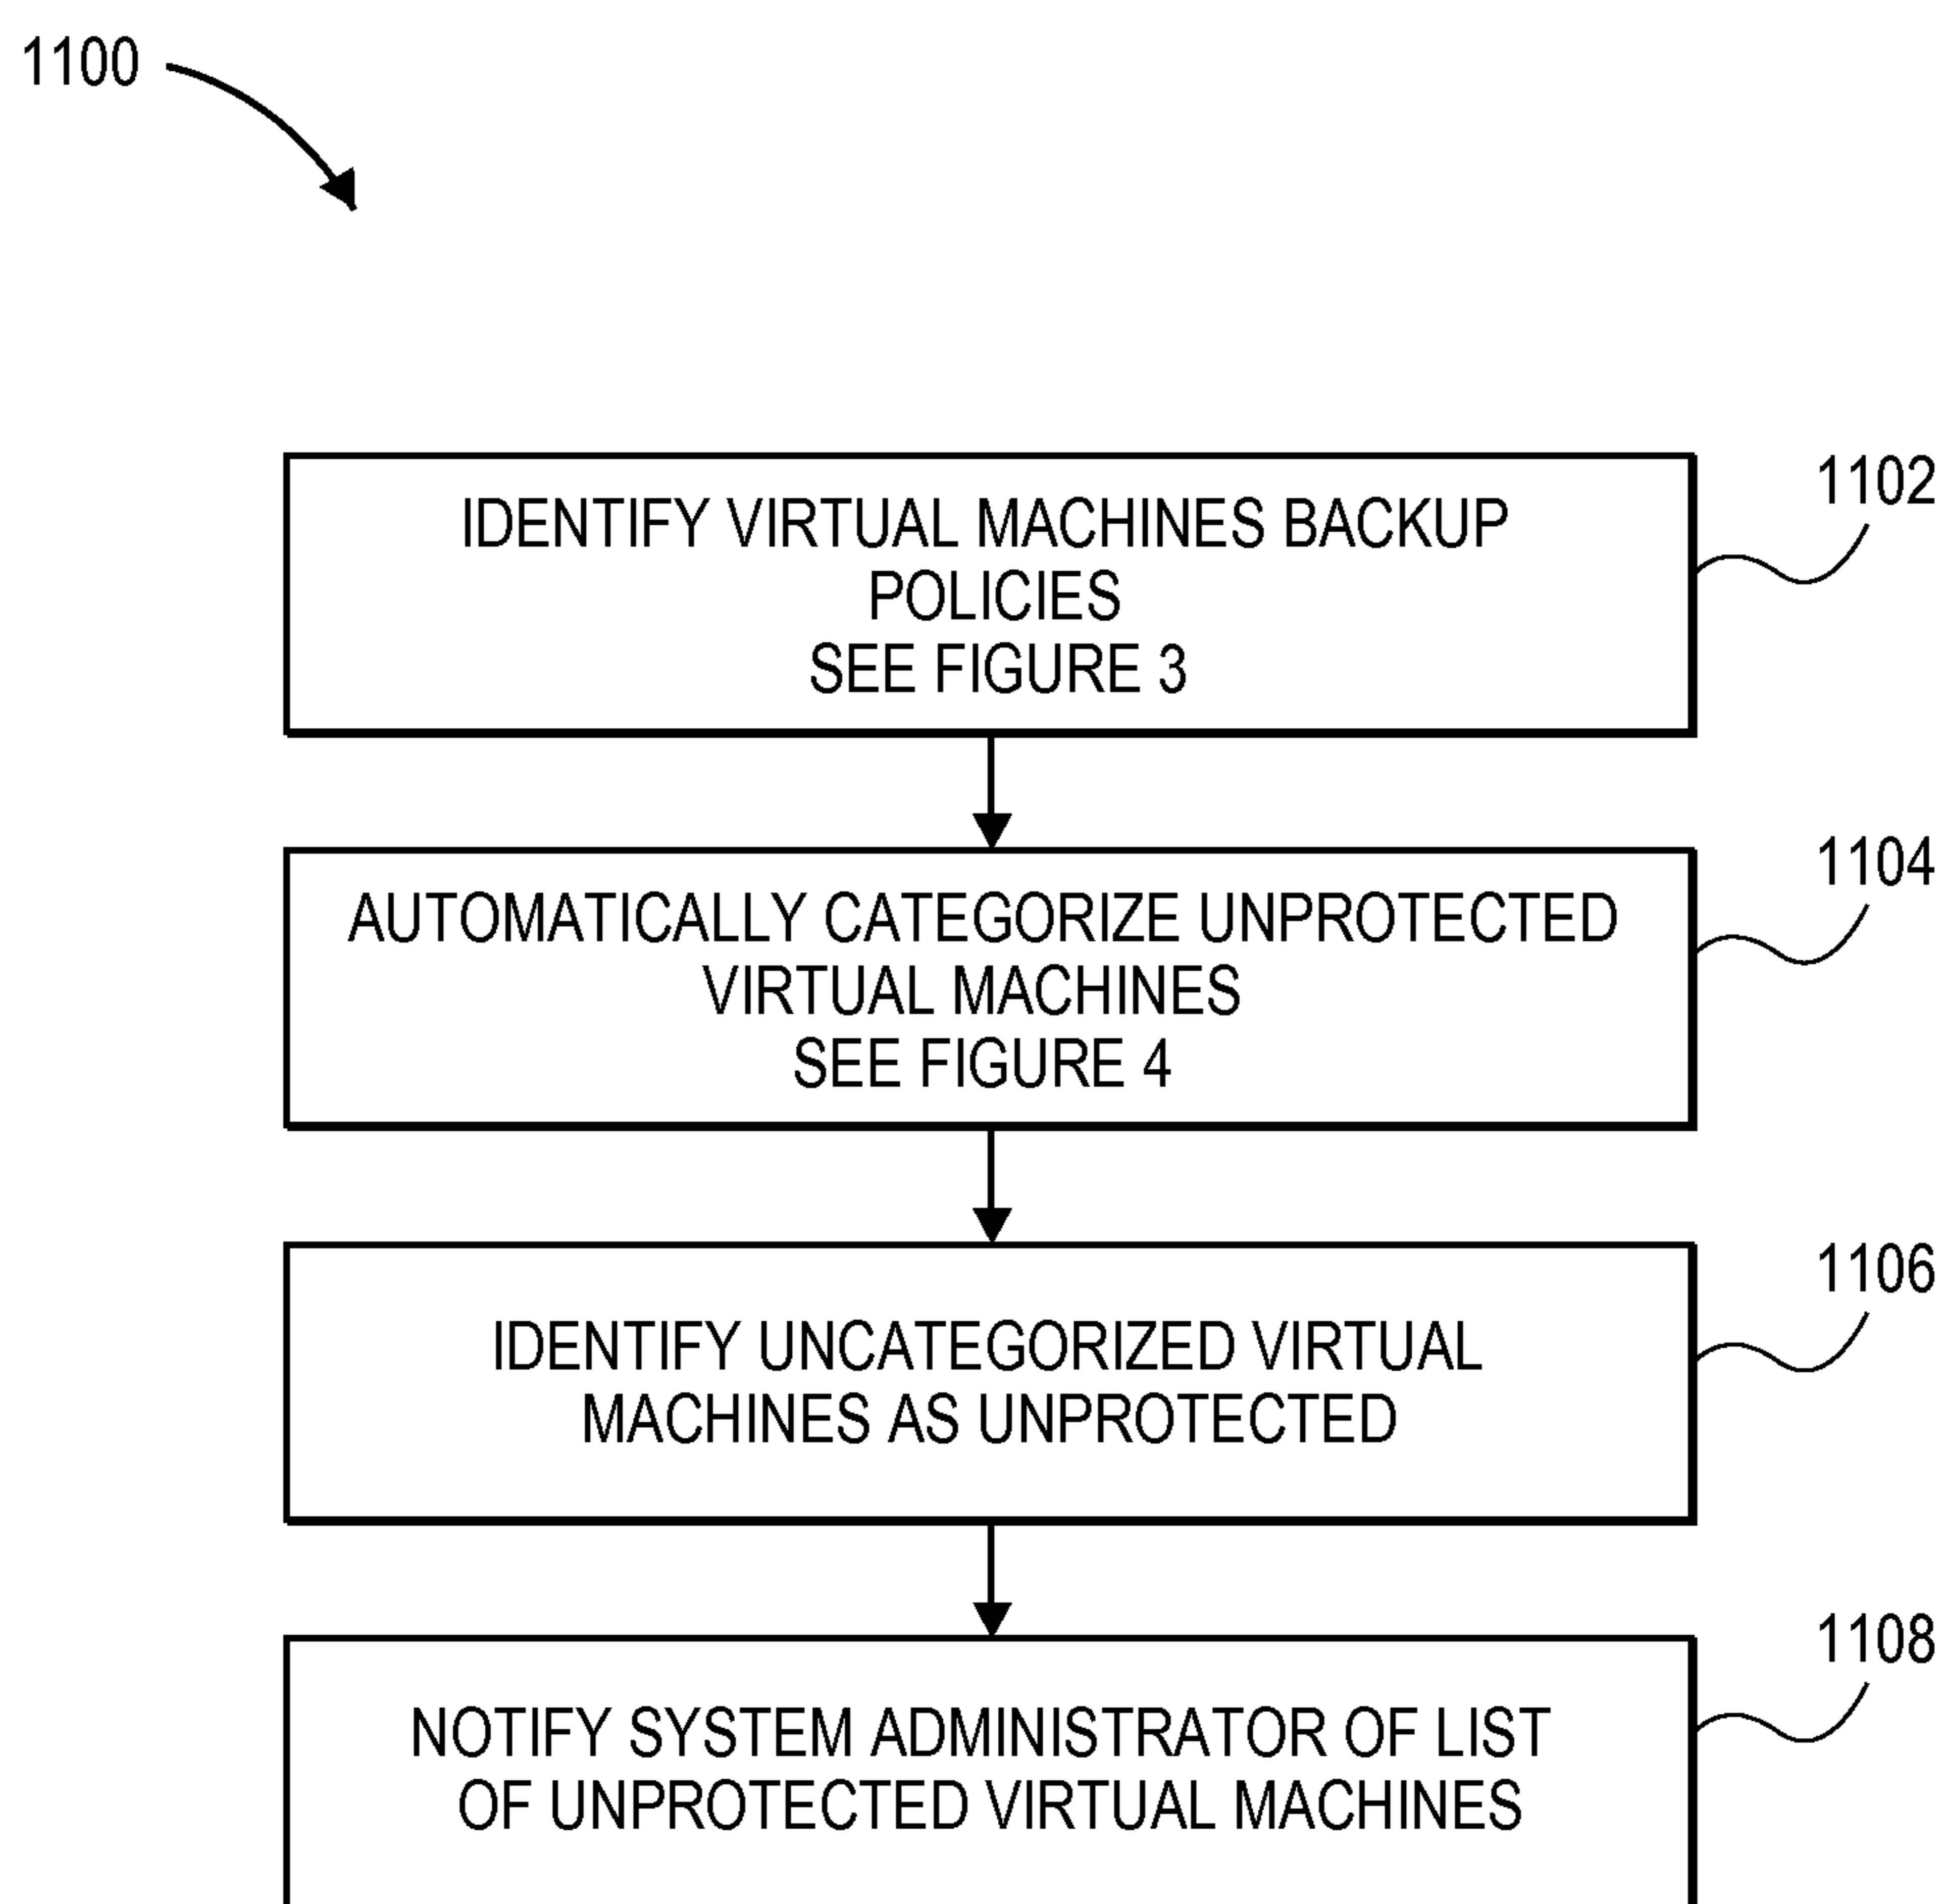 1100
1102
IDENTIFY VIRTUAL MACHINES BACKUP
POLICIES
SEE FIGURE 3
1104
AUTOMATICALLY CATEGORIZE UNPROTECTED
VIRTUAL MACHINES
SEE FIGURE 4
1106
IDENTIFY UNCATEGORIZED VIRTUAL
MACHINES AS UNPROTECTED
1108
NOTIFY SYSTEM ADMINISTRATOR OF LIST
OF UNPROTECTED VIRTUAL MACHINES